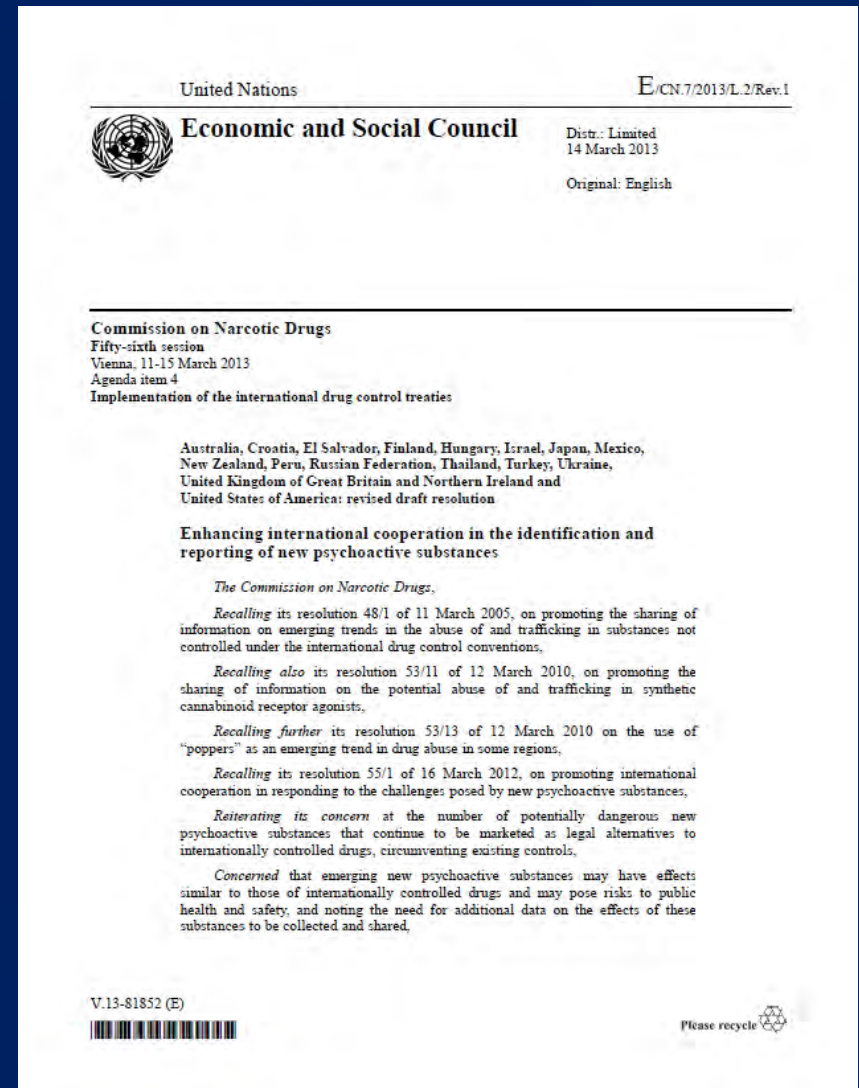 United Nations
E/CN.7/2013/L.2/Rev.1
Economic and Social Council
Distr.: Limited
14 March 2013
Original: English
Commission on Narcotic Drugs
Fifty-sixth session
Vienna, 11-15 March 2013
Agenda item 4
Implementation of the international drug control treaties
Australia, Croatia, El Salvador, Finland, Hungary, Israel, Japan, Mexico,
New Zealand, Peru, Russian Federation, Thailand, Turkey, Ukraine,
United Kingdom of Great Britain and Northern Ireland and
United States of America: revised draft resolution
Enhancing international cooperation in the identification and
reporting of new psychoactive substances
The Commission on Narcotic Drugs,
Recalling its resolution 48/1 of 11 March 2005, on promoting the sharing of
information on emerging trends in the abuse of and trafficking in substances not
controlled under the international drug control conventions,
Recalling also its resolution 53/11 of 12 March 2010, on promoting the
sharing of information on the potential abuse of and trafficking in synthetic
cannabinoid receptor agonists,
Recalling further its resolution 53/13 of 12 March 2010 on the use of
“poppers” as an emerging trend in drug abuse in some regions,
Recalling its resolution 55/1 of 16 March 2012, on promoting international
cooperation in responding to the challenges posed by new psychoactive substances,
Reiterating its concern at the number of potentially dangerous new
psychoactive substances that continue to be marketed as legal alternatives to
internationally controlled drugs, circumventing existing controls,
Concerned that emerging new psychoactive substances may have effects
similar to those of internationally controlled drugs and may pose risks to public
health and safety, and noting the need for additional data on the effects of these
substances to be collected and shared,
V.13-81852 (E)
Please recycle